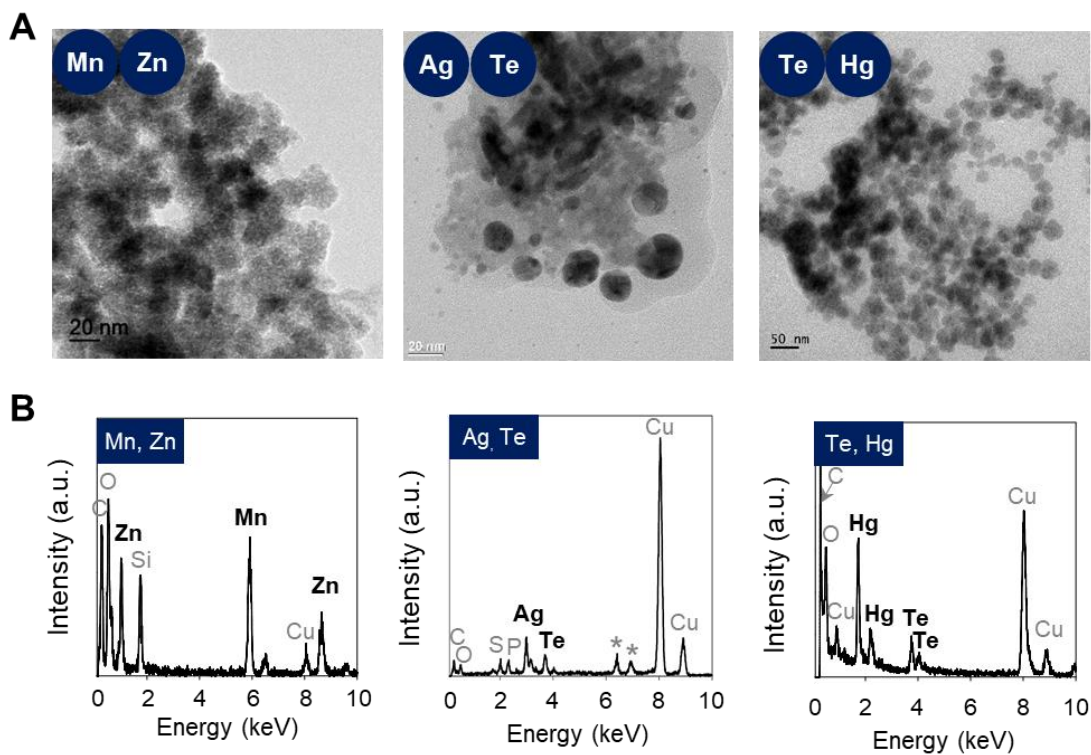 A
Mn Zn
Ag Te
Te Hg
20 nm
20 nm
50 nm
B
Mn, Zn
Intensity (a.u.)
C
O
Zn
Si
Mn
Cu
Zn
0 2 4 6 8 10
Energy (keV)
Ag, Te
Intensity (a.u.)
C
O
S
P
Ag
Te
*
*
Cu
Cu
0 2 4 6 8 10
Energy (keV)
Te, Hg
Intensity (a.u.)
C
O
Cu
Hg
Hg
Te
Te
Cu
Cu
0 2 4 6 8 10
Energy (keV)